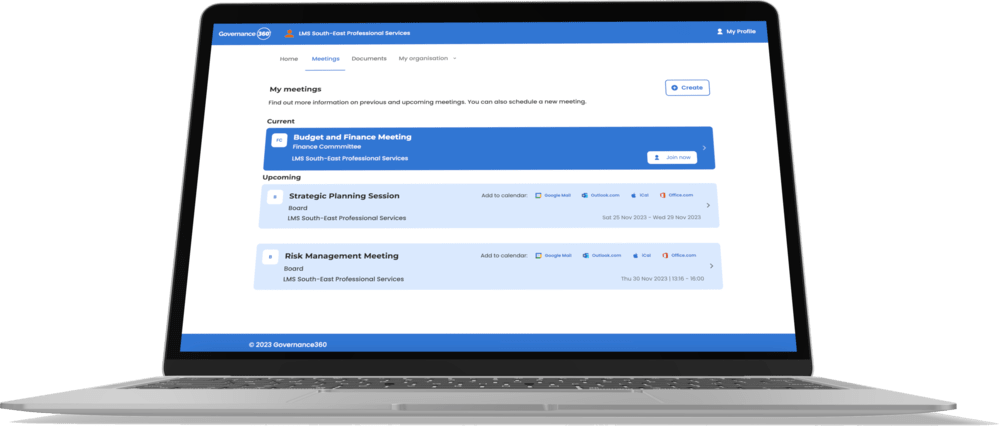 Governance 360
LMS South-East Professional Services
My Profile
Home
Meetings
Documents
My organisation
My meetings
Create
Find out more information on previous and upcoming meetings. You can also schedule a new meeting.
Current
FC
Budget and Finance Meeting
Finance Commmittee
LMS South-East Professional Services
Join now
Upcoming
B
Strategic Planning Session
Add to calendar:
Google Mail
Outlook.com
iCal
Office.com
Board
LMS South-East Professional Services
Sat 25 Nov 2023 - Wed 29 Nov 2023
B
Risk Management Meeting
Add to calendar:
Google Mail
Outlook.com
iCal
Office.com
Board
LMS South-East Professional Services
Thu 30 Nov 2023 | 13:16 - 16:00
© 2023 Governance360